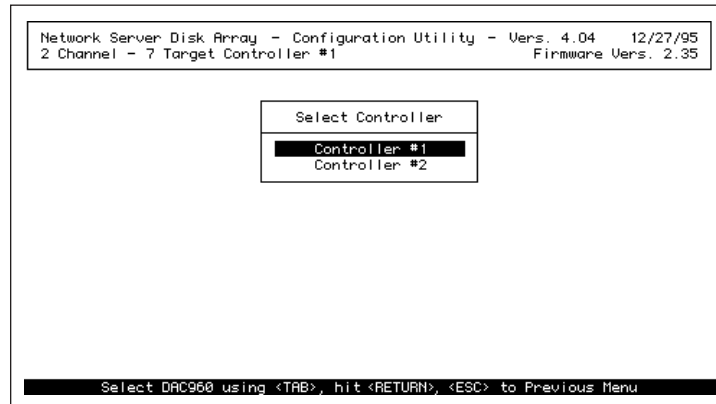 Network Server Disk Array - Configuration Utility - Vers. 4.04 12/27/95
2 Channel - 7 Target Controller #1 Firmware Vers. 2.35
Select Controller
Controller #1
Controller #2
Select DAC960 using <TAB>, hit <RETURN>, <ESC> to Previous Menu